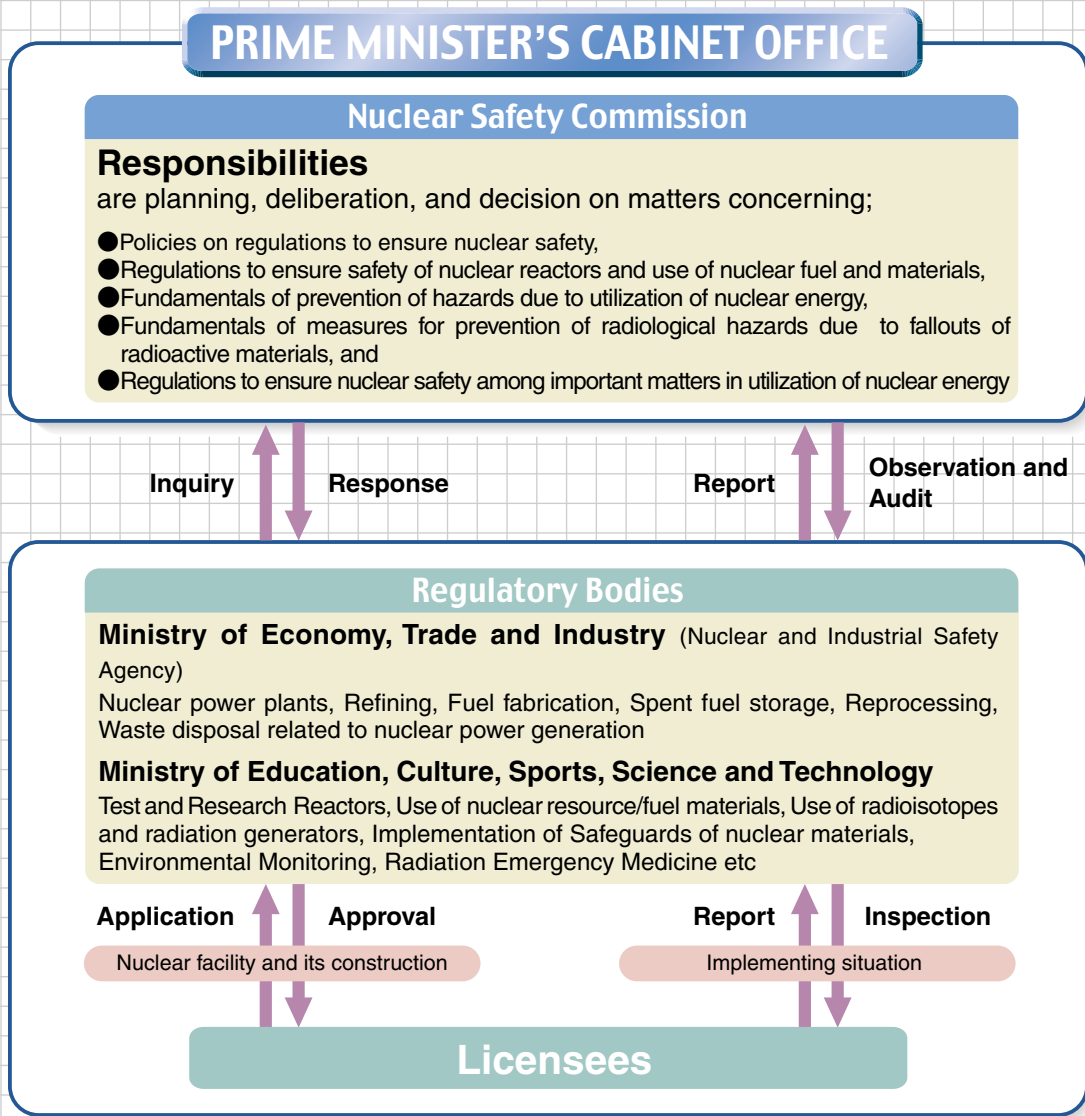 PRIME MINISTER'S CABINET OFFICE
Nuclear Safety Commission
Responsibilities
are planning, deliberation, and decision on matters concerning;
●Policies on regulations to ensure nuclear safety,
●Regulations to ensure safety of nuclear reactors and use of nuclear fuel and materials,
●Fundamentals of prevention of hazards due to utilization of nuclear energy,
●Fundamentals of measures for prevention of radiological hazards due to fallouts of
radioactive materials, and
●Regulations to ensure nuclear safety among important matters in utilization of nuclear energy
Inquiry
Response
Report
Observation and
Audit
Regulatory Bodies
Ministry of Economy, Trade and Industry (Nuclear and Industrial Safety
Agency)
Nuclear power plants, Refining, Fuel fabrication, Spent fuel storage, Reprocessing,
Waste disposal related to nuclear power generation
Ministry of Education, Culture, Sports, Science and Technology
Test and Research Reactors, Use of nuclear resource/fuel materials, Use of radioisotopes
and radiation generators, Implementation of Safeguards of nuclear materials,
Environmental Monitoring, Radiation Emergency Medicine etc
Application
Approval
Report
Inspection
Nuclear facility and its construction
Implementing situation
Licensees